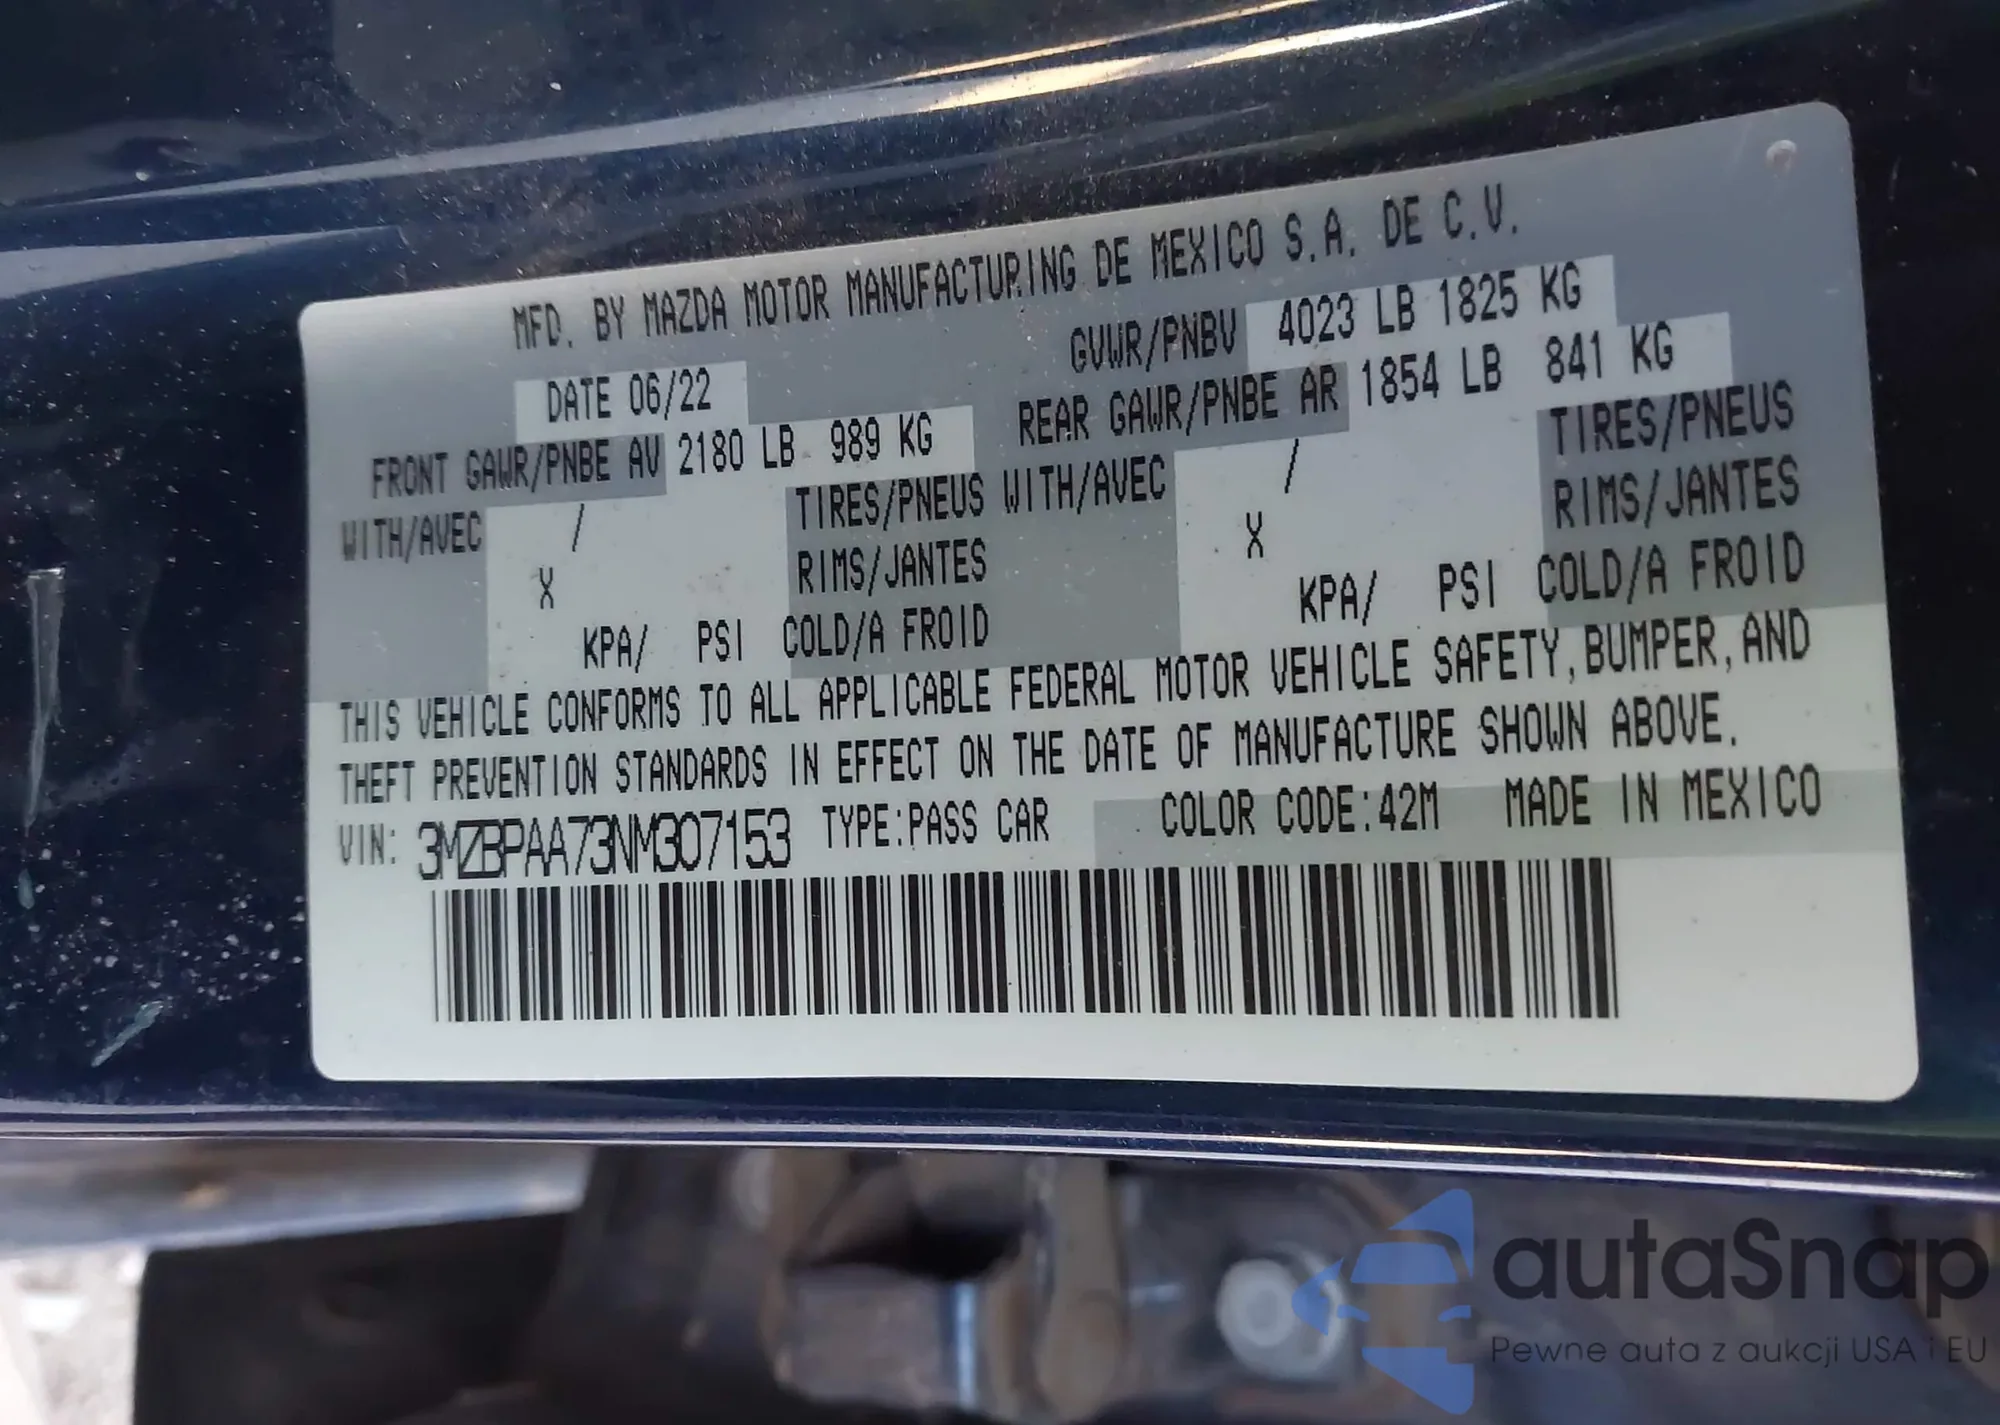 MFD. BY MAZDA MOTOR MANUFACTURING DE MEXICO S.A. DE C.V.
DATE 06/22 GVWR/PNBV 4023 LB 1825 KG
FRONT GAWR/PNBE AV 2180 LB 989 KG REAR GAWR/PNBE AR 1854 LB 841 KG
WITH/AVEC / TIRES/PNEUS WITH/AVEC / TIRES/PNEUS
X RIMS/JANTES X RIMS/JANTES
KPA/ PSI COLD/A FROID KPA/ PSI COLD/A FROID
THIS VEHICLE CONFORMS TO ALL APPLICABLE FEDERAL MOTOR VEHICLE SAFETY, BUMPER, AND
THEFT PREVENTION STANDARDS IN EFFECT ON THE DATE OF MANUFACTURE SHOWN ABOVE.
VIN: 3MZBPAA73NM307153 TYPE:PASS CAR COLOR CODE:42M MADE IN MEXICO
autaSnap
Pewne auta z aukcji USA i EU